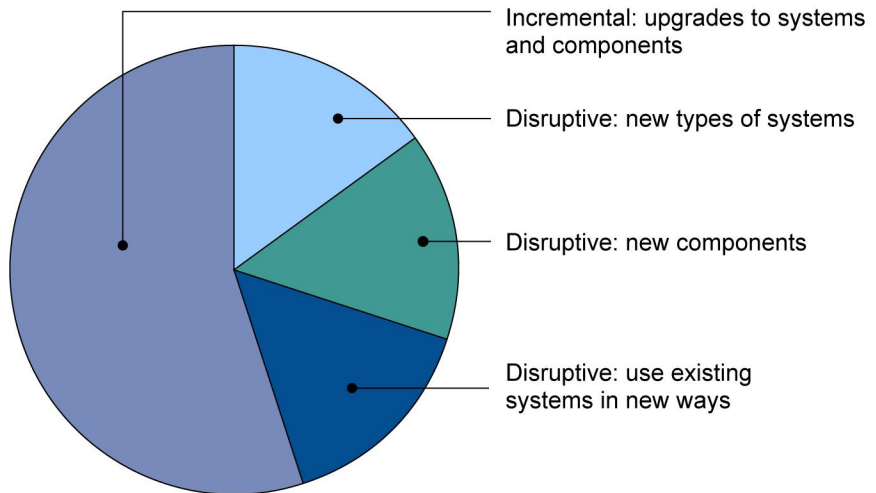 Incremental: upgrades to systems
and components
Disruptive: new types of systems
Disruptive: new components
Disruptive: use existing
systems in new ways